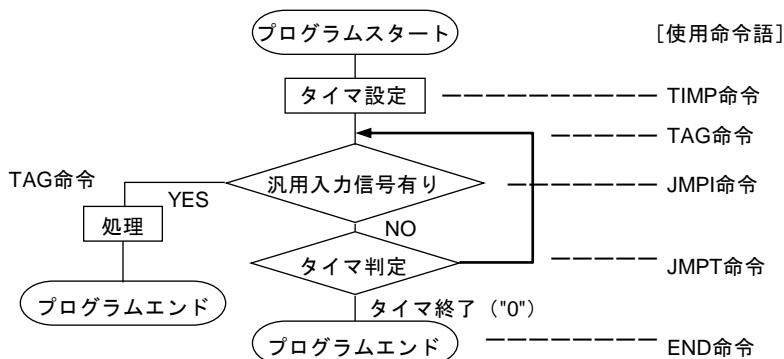 プログラムスタート [使用命令語]
タイマ設定 TIMP命令
TAG命令
TAG命令 汎用入力信号有り JMPI命令
YES
処理 NO
タイマ判定 JMPT命令
プログラムエンド タイマ終了 ("0")
プログラムエンド END命令